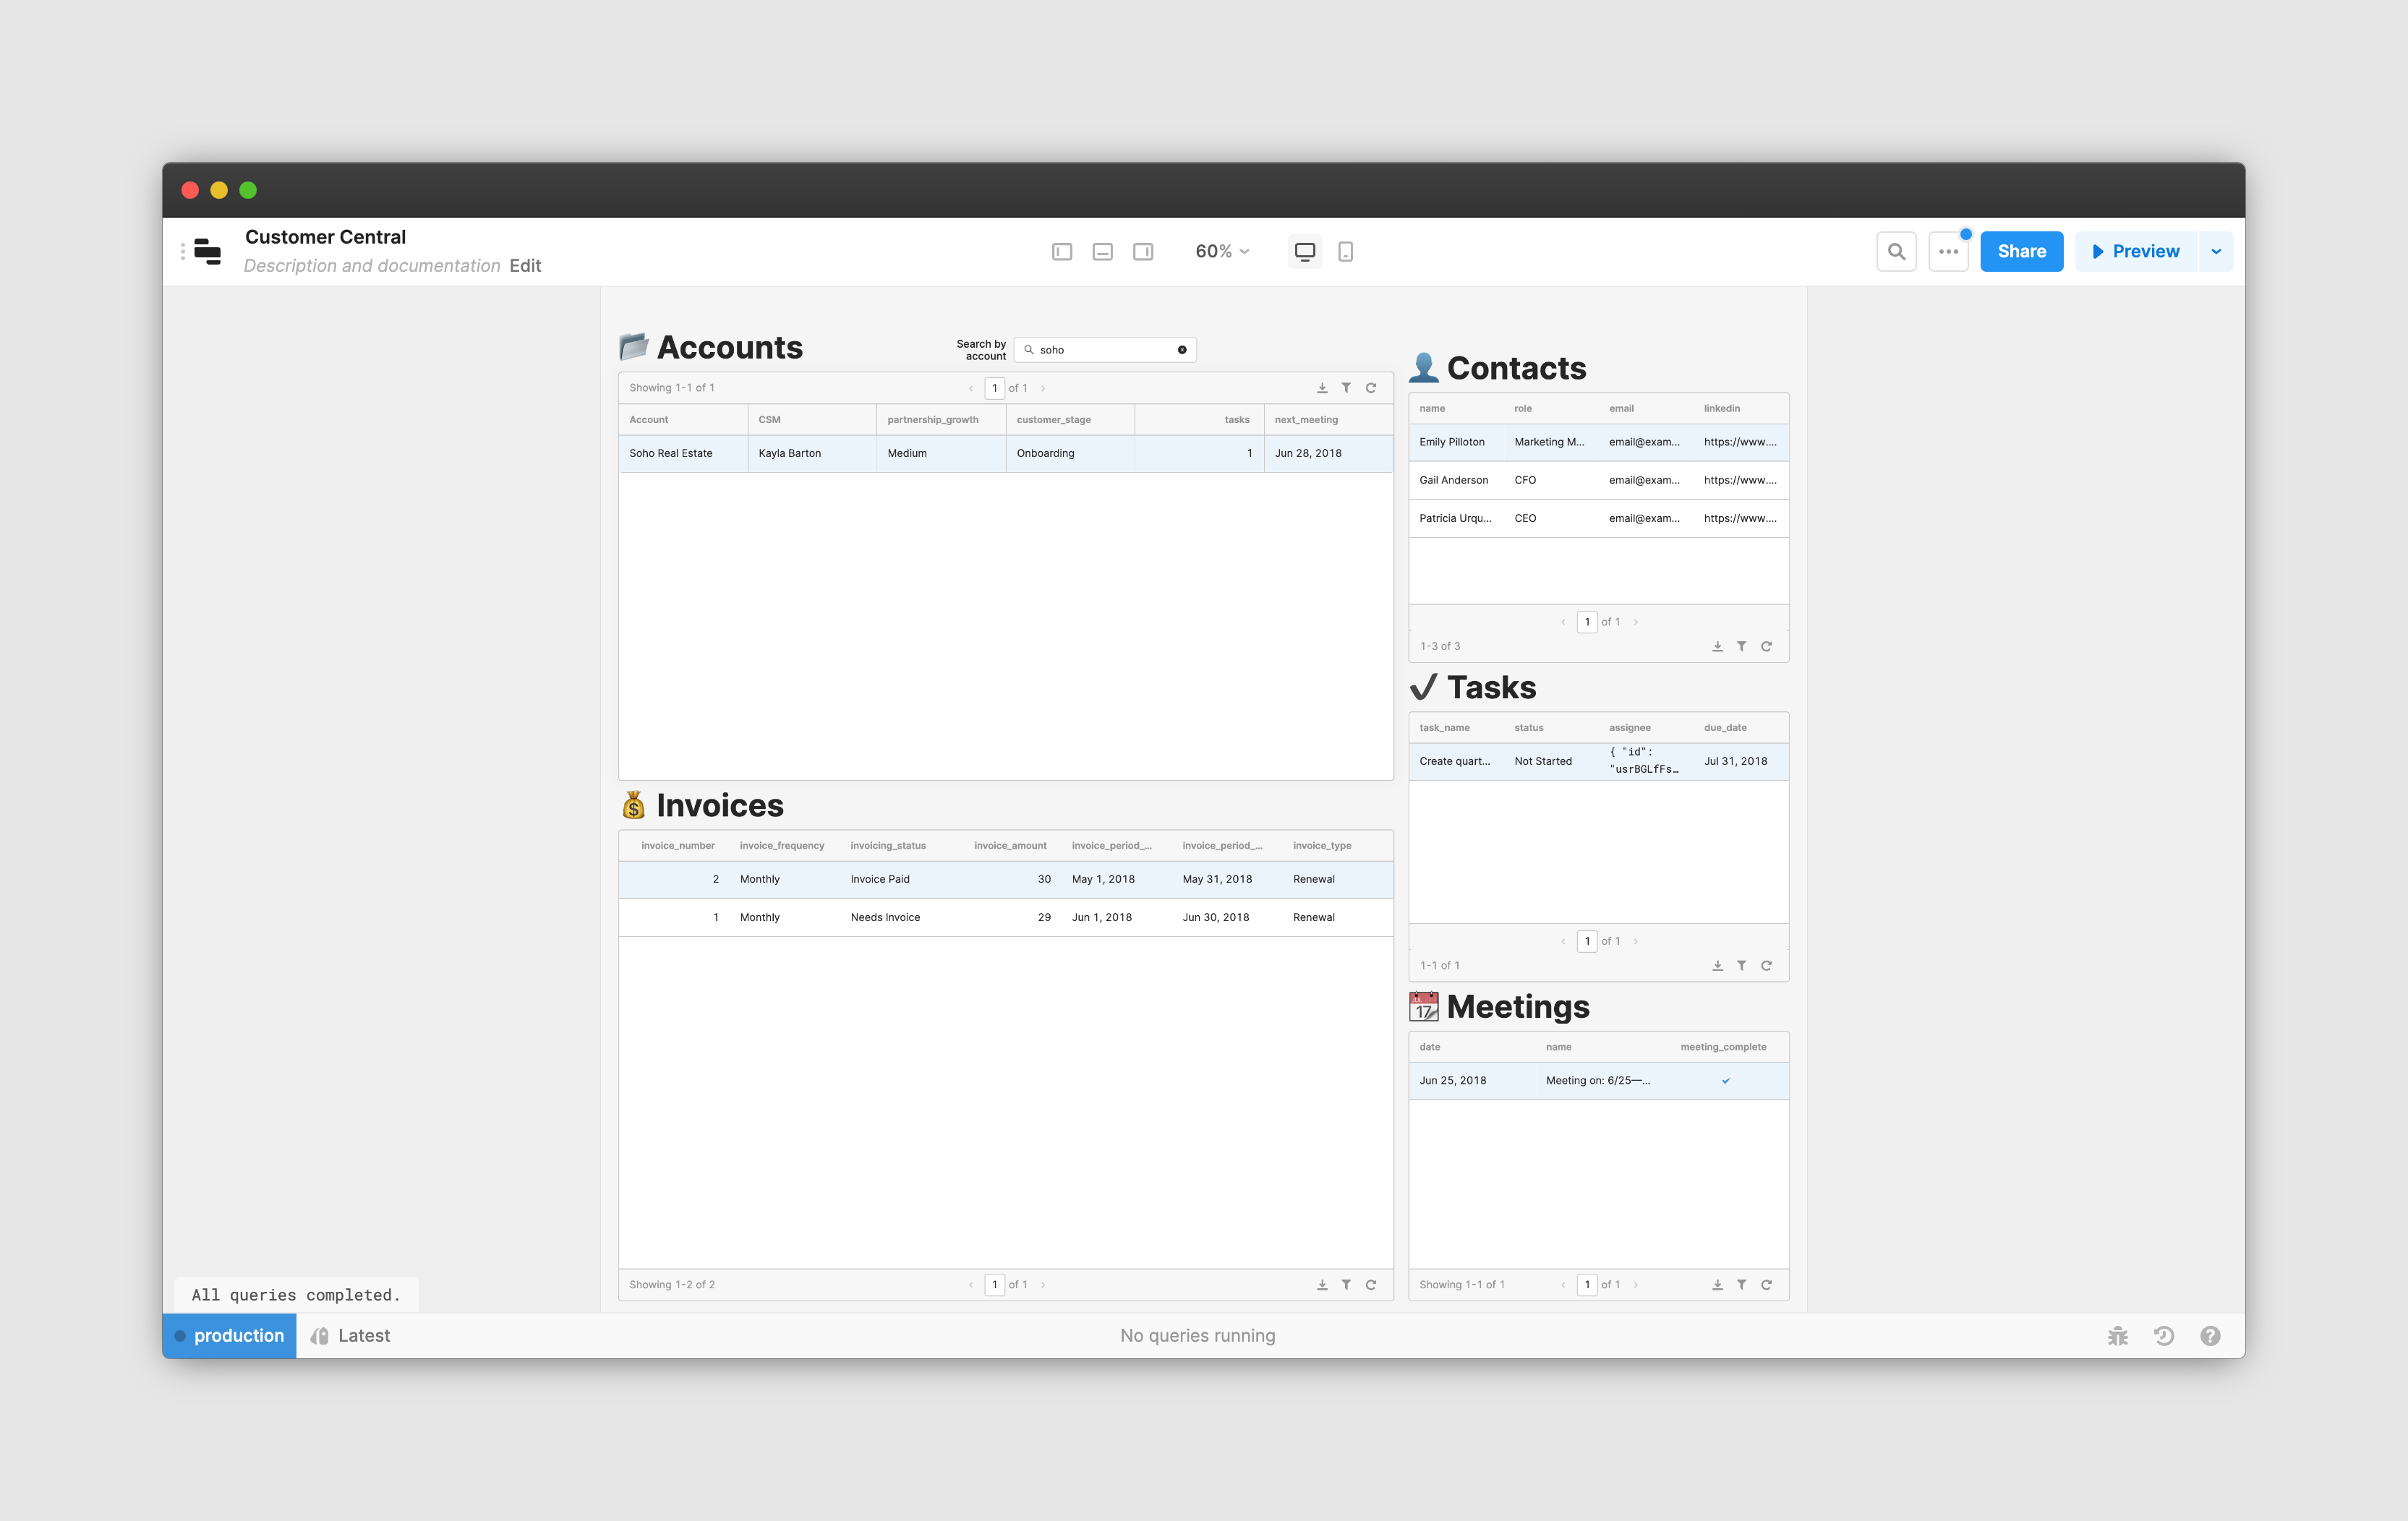 Customer Central
Description and documentation Edit
60%
Share
Preview
Accounts
Search by account
soho
Showing 1-1 of 1
1 of 1
Account CSM partnership_growth customer_stage tasks next_meeting
Soho Real Estate Kayla Barton Medium Onboarding 1 Jun 28, 2018
Invoices
invoice_number invoice_frequency invoicing_status invoice_amount invoice_period_... invoice_period_... invoice_type
2 Monthly Invoice Paid 30 May 1, 2018 May 31, 2018 Renewal
1 Monthly Needs Invoice 29 Jun 1, 2018 Jun 30, 2018 Renewal
Showing 1-2 of 2
1 of 1
Contacts
name role email linkedin
Emily Pilloton Marketing M... email@exam... https://www....
Gail Anderson CFO email@exam... https://www....
Patricia Urqu... CEO email@exam... https://www....
1 of 1
1-3 of 3
Tasks
task_name status assignee due_date
Create quart... Not Started { "id": "usrBGLfFs... Jul 31, 2018
1 of 1
1-1 of 1
17
Meetings
date name meeting_complete
Jun 25, 2018 Meeting on: 6/25—...
Showing 1-1 of 1
1 of 1
All queries completed.
production
Latest
No queries running